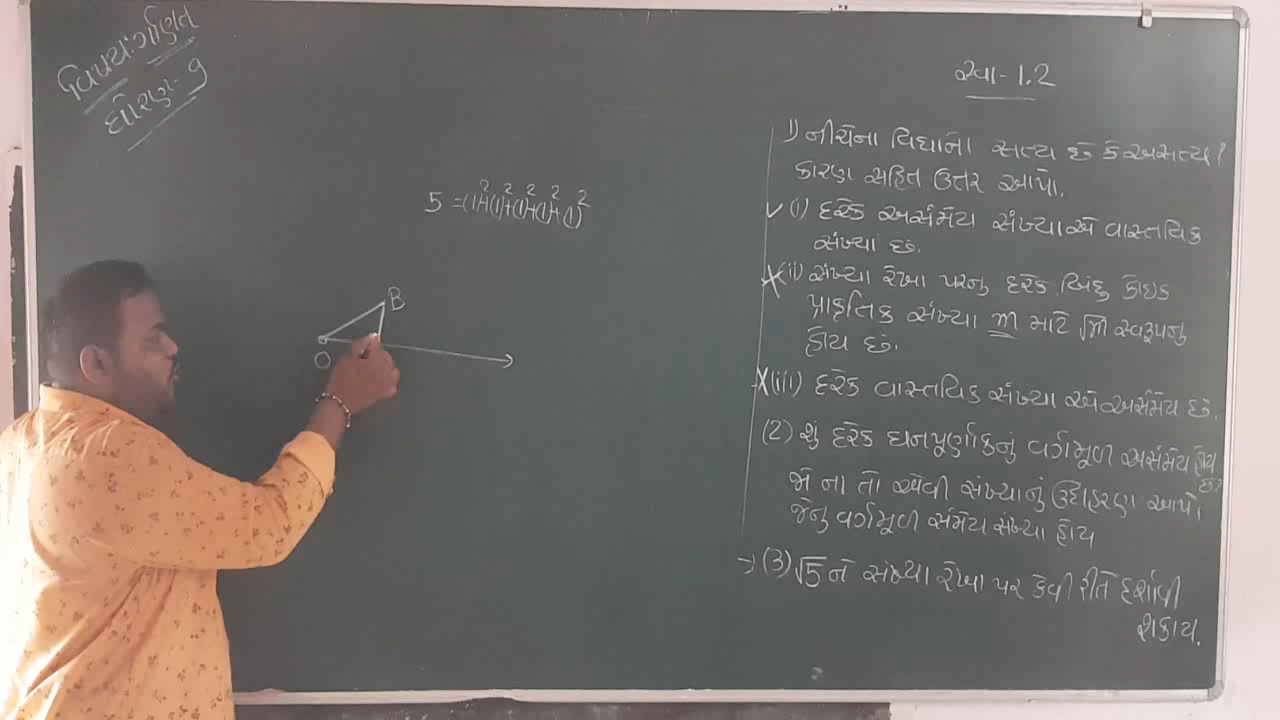 વિષય:ગણિત
ધોરણ-9
5 =(1)²+(1)²+(1)²+(1)²+(1)²
B
O
સ્વા-1.2
1) નીચેના વિધાનો સત્ય છે કે અસત્ય?
કારણ સહિત ઉત્તર આપો.
✓(i) દરેક અસંમેય સંખ્યા એ વાસ્તવિક
સંખ્યા છે.
X(ii) સંખ્યા રેખા પરનુ દરેક બિંદુ કોઇક
પ્રાકૃતિક સંખ્યા m માટે √m સ્વરૂપનુ
હોય છે.
X(iii) દરેક વાસ્તવિક સંખ્યા એ અસંમેય છે.
(2) શુ દરેક ધનપૂર્ણાકનું વર્ગમૂળ અસંમેય હોય
છે?
જો ના તો એવી સંખ્યાનું ઉદાહરણ આપો
જેનુ વર્ગમૂળ સંમેય સંખ્યા હોય
→(3) √5 ને સંખ્યા રેખા પર કેવી રીતે દર્શાવી
શકાય.